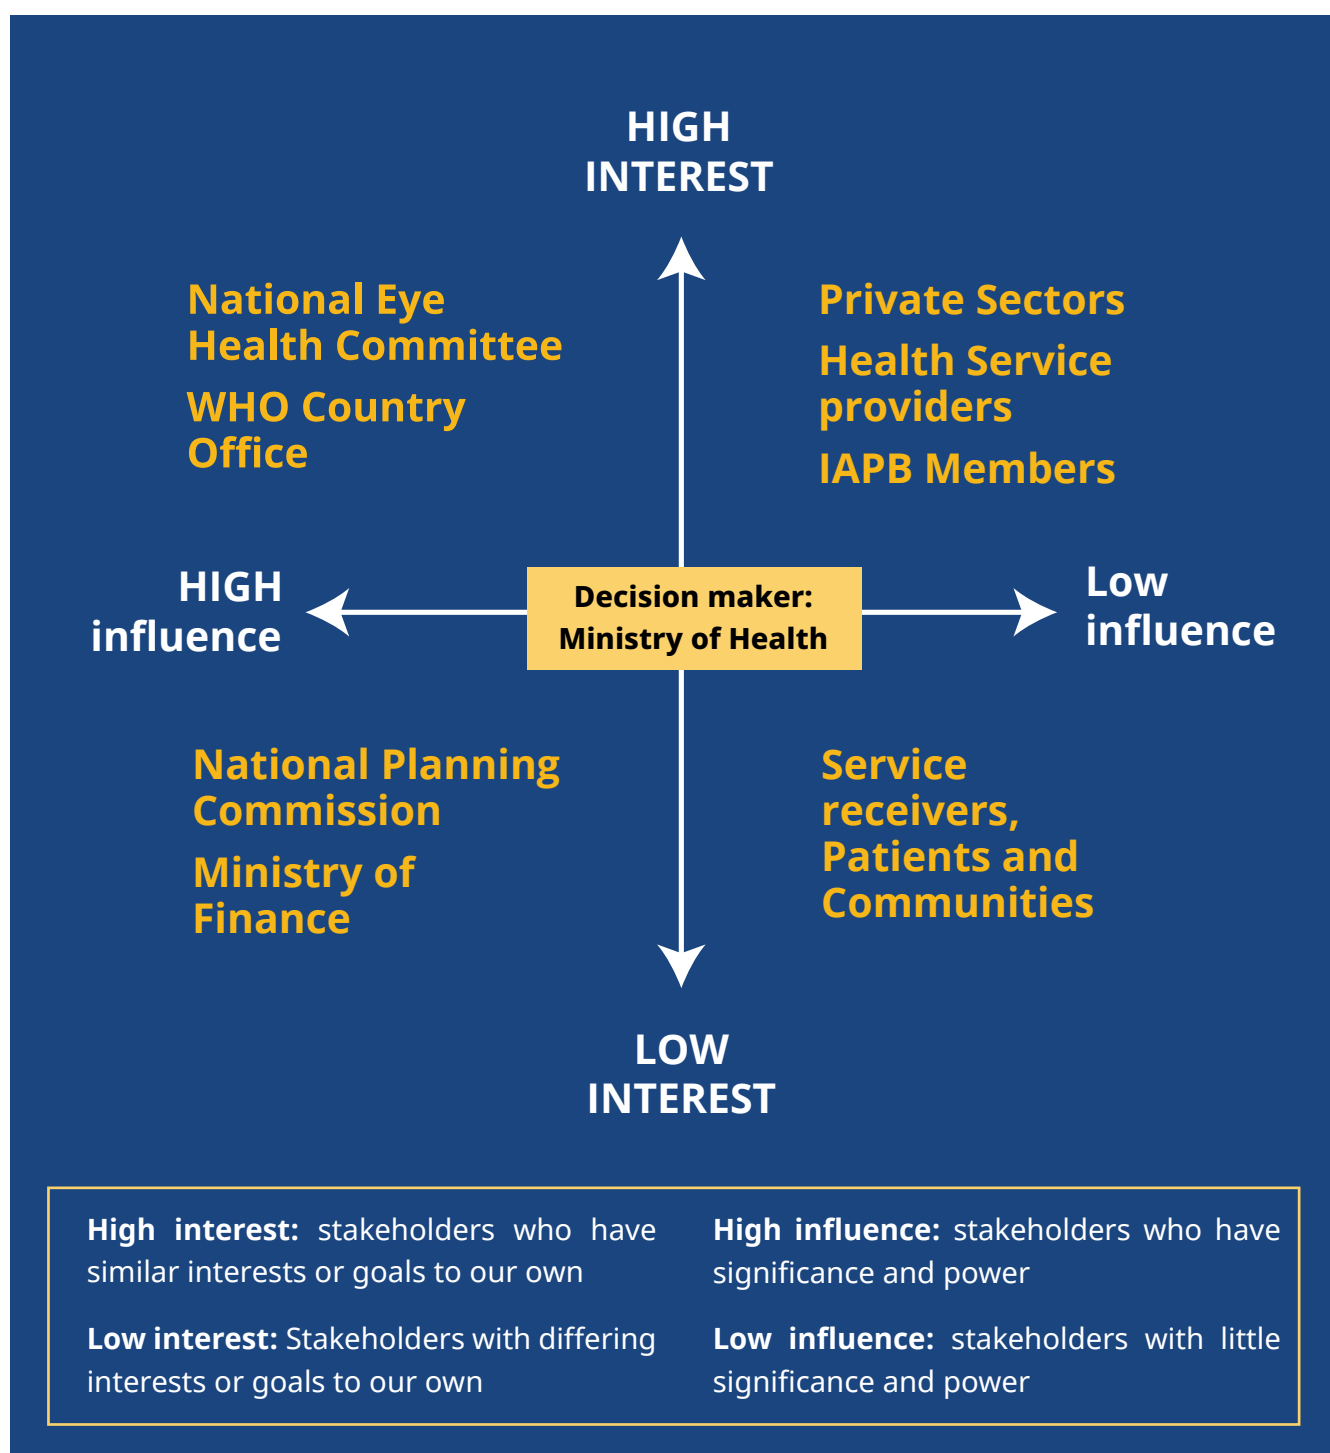 HIGH
INTEREST
National Eye
Health Committee
WHO Country
Office
Private Sectors
Health Service
providers
IAPB Members
HIGH
influence
Decision maker:
Ministry of Health
Low
influence
National Planning
Commission
Ministry of
Finance
Service
receivers,
Patients and
Communities
LOW
INTEREST
High interest: stakeholders who have
similar interests or goals to our own
Low interest: Stakeholders with differing
interests or goals to our own
High influence: stakeholders who have
significance and power
Low influence: stakeholders with little
significance and power